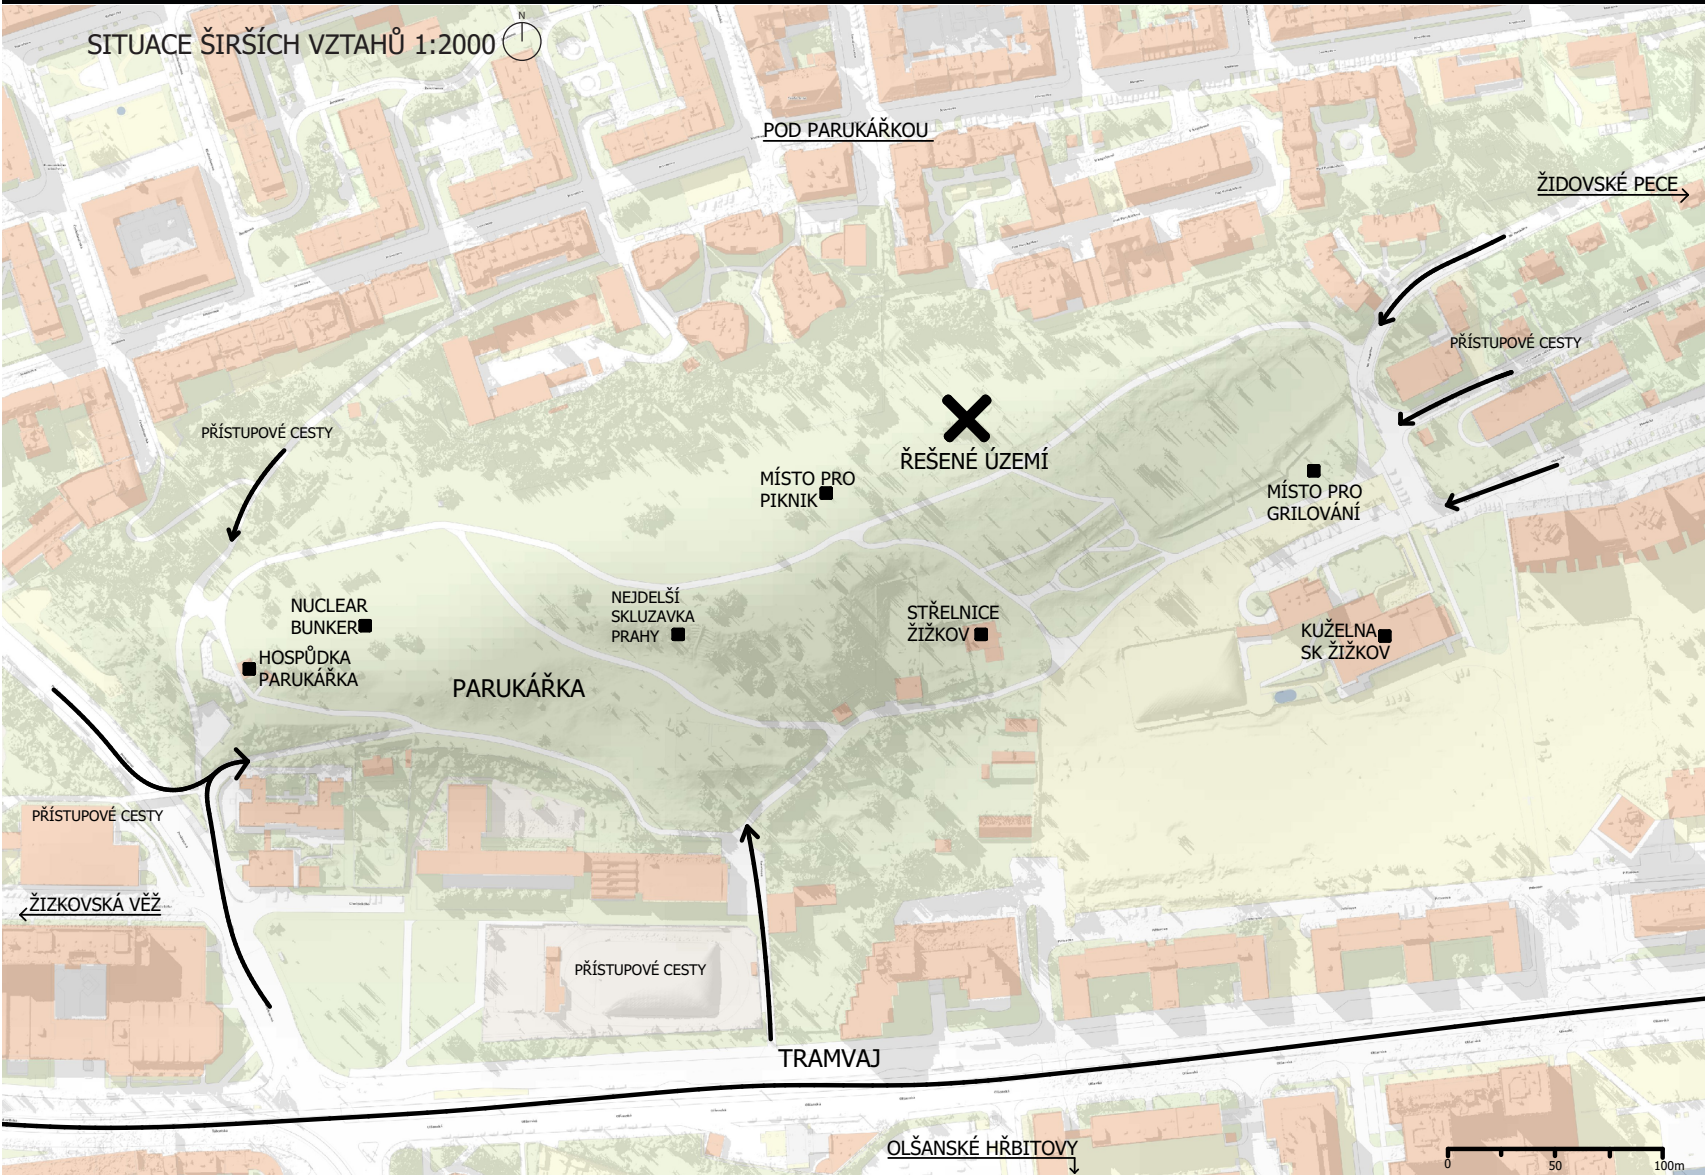 SITUACE ŠIRŠÍCH VZTAHŮ 1:2000
N
POD PARUKÁŘKOU
ŽIDOVSKÉ PECE
PŘÍSTUPOVÉ CESTY
PŘÍSTUPOVÉ CESTY
ŘEŠENÉ ÚZEMÍ
MÍSTO PRO
PIKNIK
MÍSTO PRO
GRILOVÁNÍ
NUCLEAR
BUNKER
NEJDELŠÍ
SKLUZAVKA
PRAHY
STŘELNICE
ŽIŽKOV
KUŽELNA
SK ŽIŽKOV
HOSPŮDKA
PARUKÁŘKA
PARUKÁŘKA
PŘÍSTUPOVÉ CESTY
ŽIZKOVSKÁ VĚŽ
PŘÍSTUPOVÉ CESTY
TRAMVAJ
OLŠANSKÉ HŘBITOVY
0 50 100m